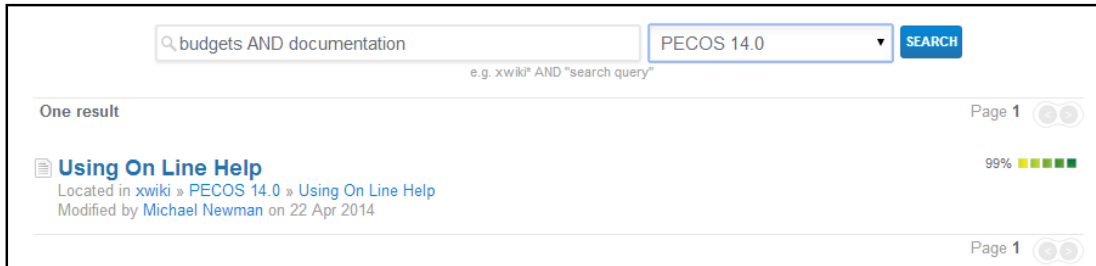 budgets AND documentation PECOS 14.0 SEARCH
e.g. xwiki* AND "search query"
One result Page 1
Using On Line Help 99%
Located in xwiki » PECOS 14.0 » Using On Line Help
Modified by Michael Newman on 22 Apr 2014
Page 1